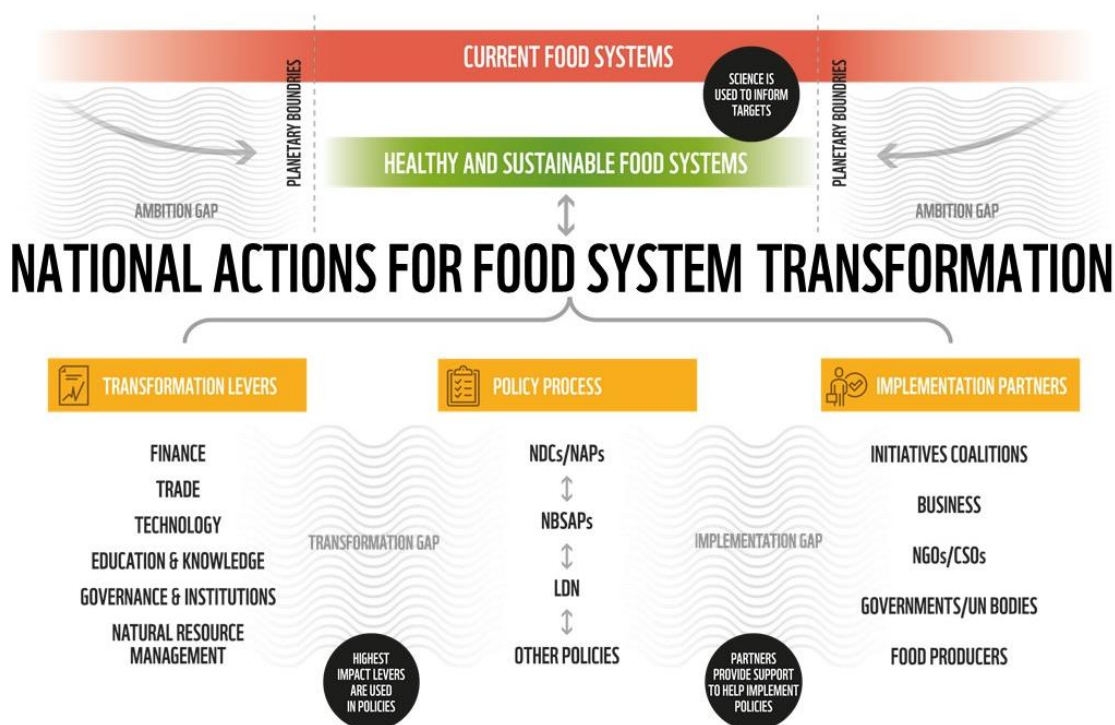 CURRENT FOOD SYSTEMS
PLANETARY BOUNDRIES
SCIENCE IS
USED TO INFORM
TARGETS
PLANETARY BOUNDRIES
HEALTHY AND SUSTAINABLE FOOD SYSTEMS
AMBITION GAP
AMBITION GAP
NATIONAL ACTIONS FOR FOOD SYSTEM TRANSFORMATION
TRANSFORMATION LEVERS
FINANCE
TRADE
TECHNOLOGY
EDUCATION & KNOWLEDGE
GOVERNANCE & INSTITUTIONS
NATURAL RESOURCE
MANAGEMENT
TRANSFORMATION GAP
HIGHEST
IMPACT LEVERS
ARE USED
IN POLICIES
POLICY PROCESS
NDCs/NAPs
NBSAPs
LDN
OTHER POLICIES
IMPLEMENTATION GAP
PARTNERS
PROVIDE SUPPORT
TO HELP IMPLEMENT
POLICIES
IMPLEMENTATION PARTNERS
INITIATIVES COALITIONS
BUSINESS
NGOs/CSOs
GOVERNMENTS/UN BODIES
FOOD PRODUCERS